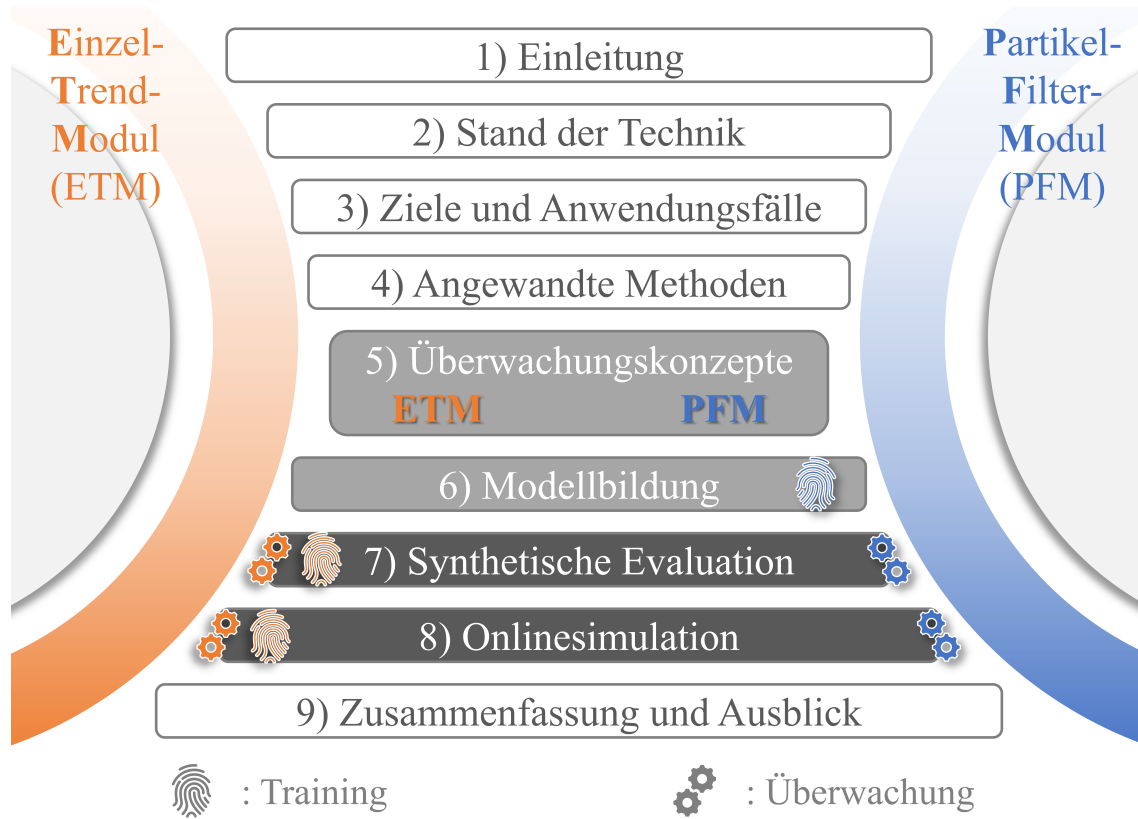 Einzel-
Trend-
Modul
(ETM)
Partikel-
Filter-
Modul
(PFM)
1) Einleitung
2) Stand der Technik
3) Ziele und Anwendungsfälle
4) Angewandte Methoden
5) Überwachungskonzepte
ETM PFM
6) Modellbildung
7) Synthetische Evaluation
8) Onlinesimulation
9) Zusammenfassung und Ausblick
: Training
: Überwachung